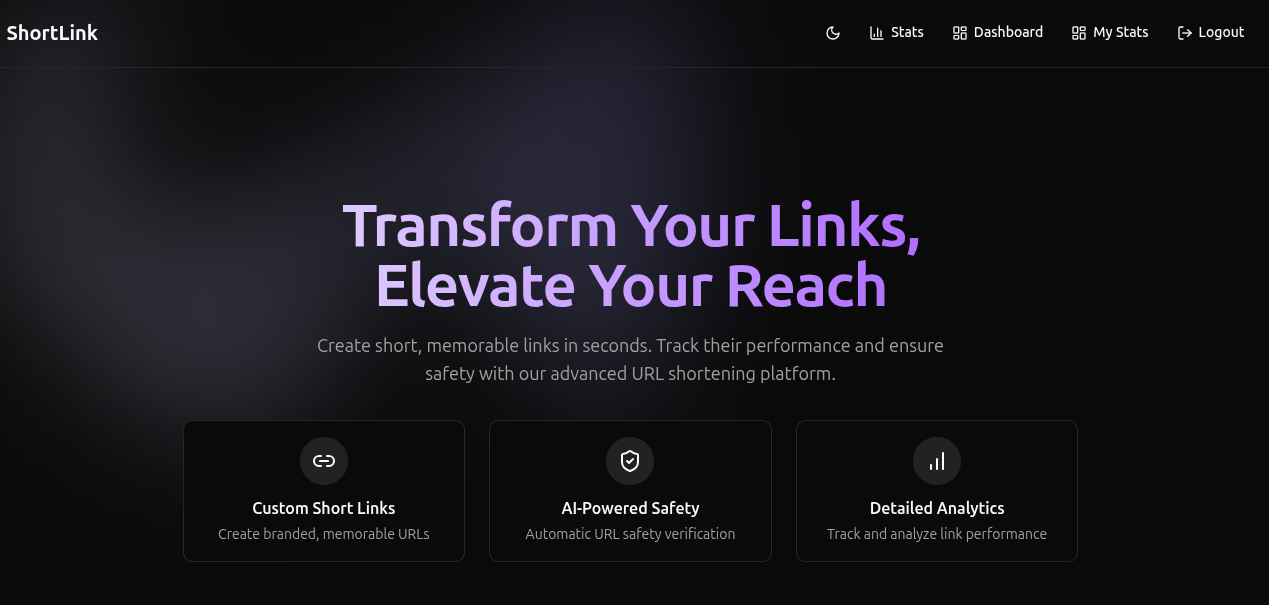 ShortLink
Stats
Dashboard
My Stats
Logout
Transform Your Links,
Elevate Your Reach
Create short, memorable links in seconds. Track their performance and ensure
safety with our advanced URL shortening platform.
Custom Short Links
Create branded, memorable URLs
AI-Powered Safety
Automatic URL safety verification
Detailed Analytics
Track and analyze link performance